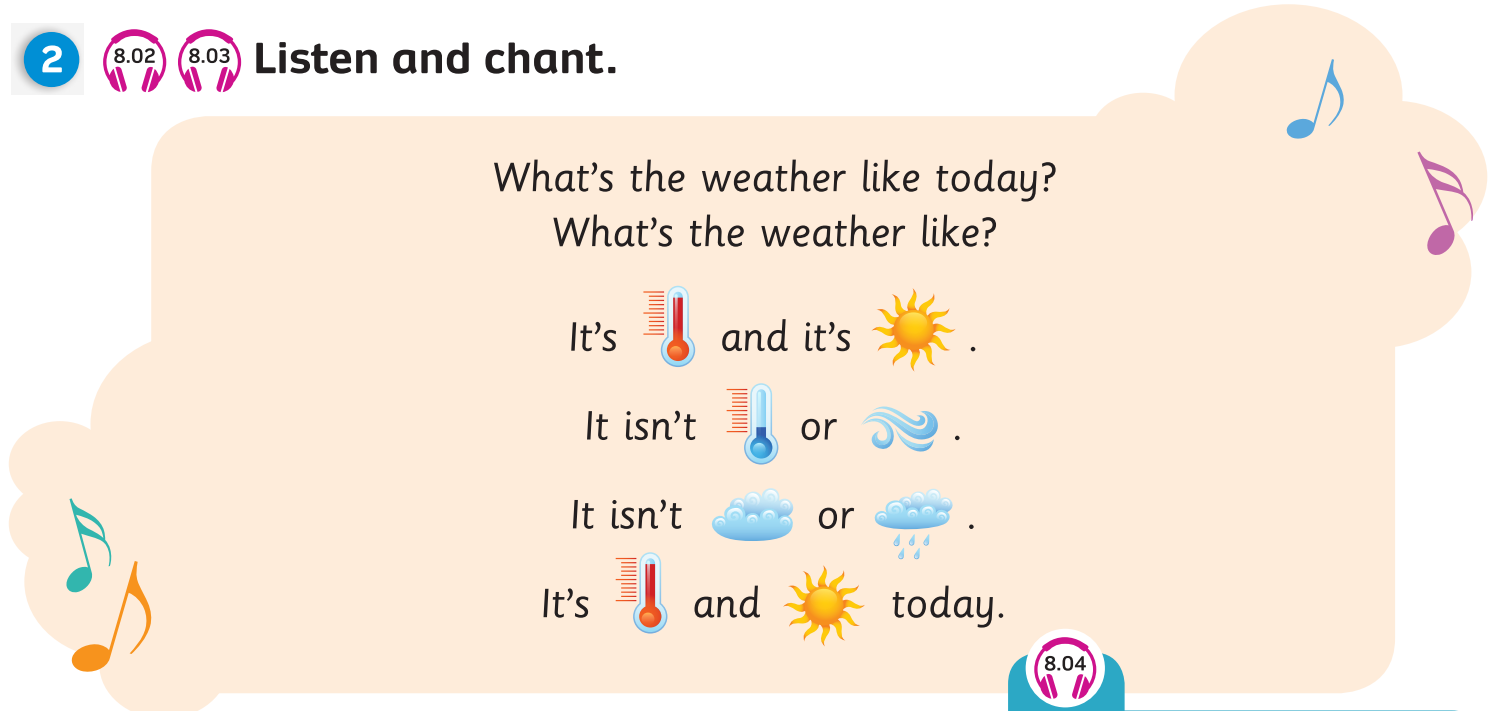 2 8.02 8.03 Listen and chant.
What's the weather like today?
What's the weather like?
It's and it's .
It isn't or .
It isn't or .
It's and today.
8.04